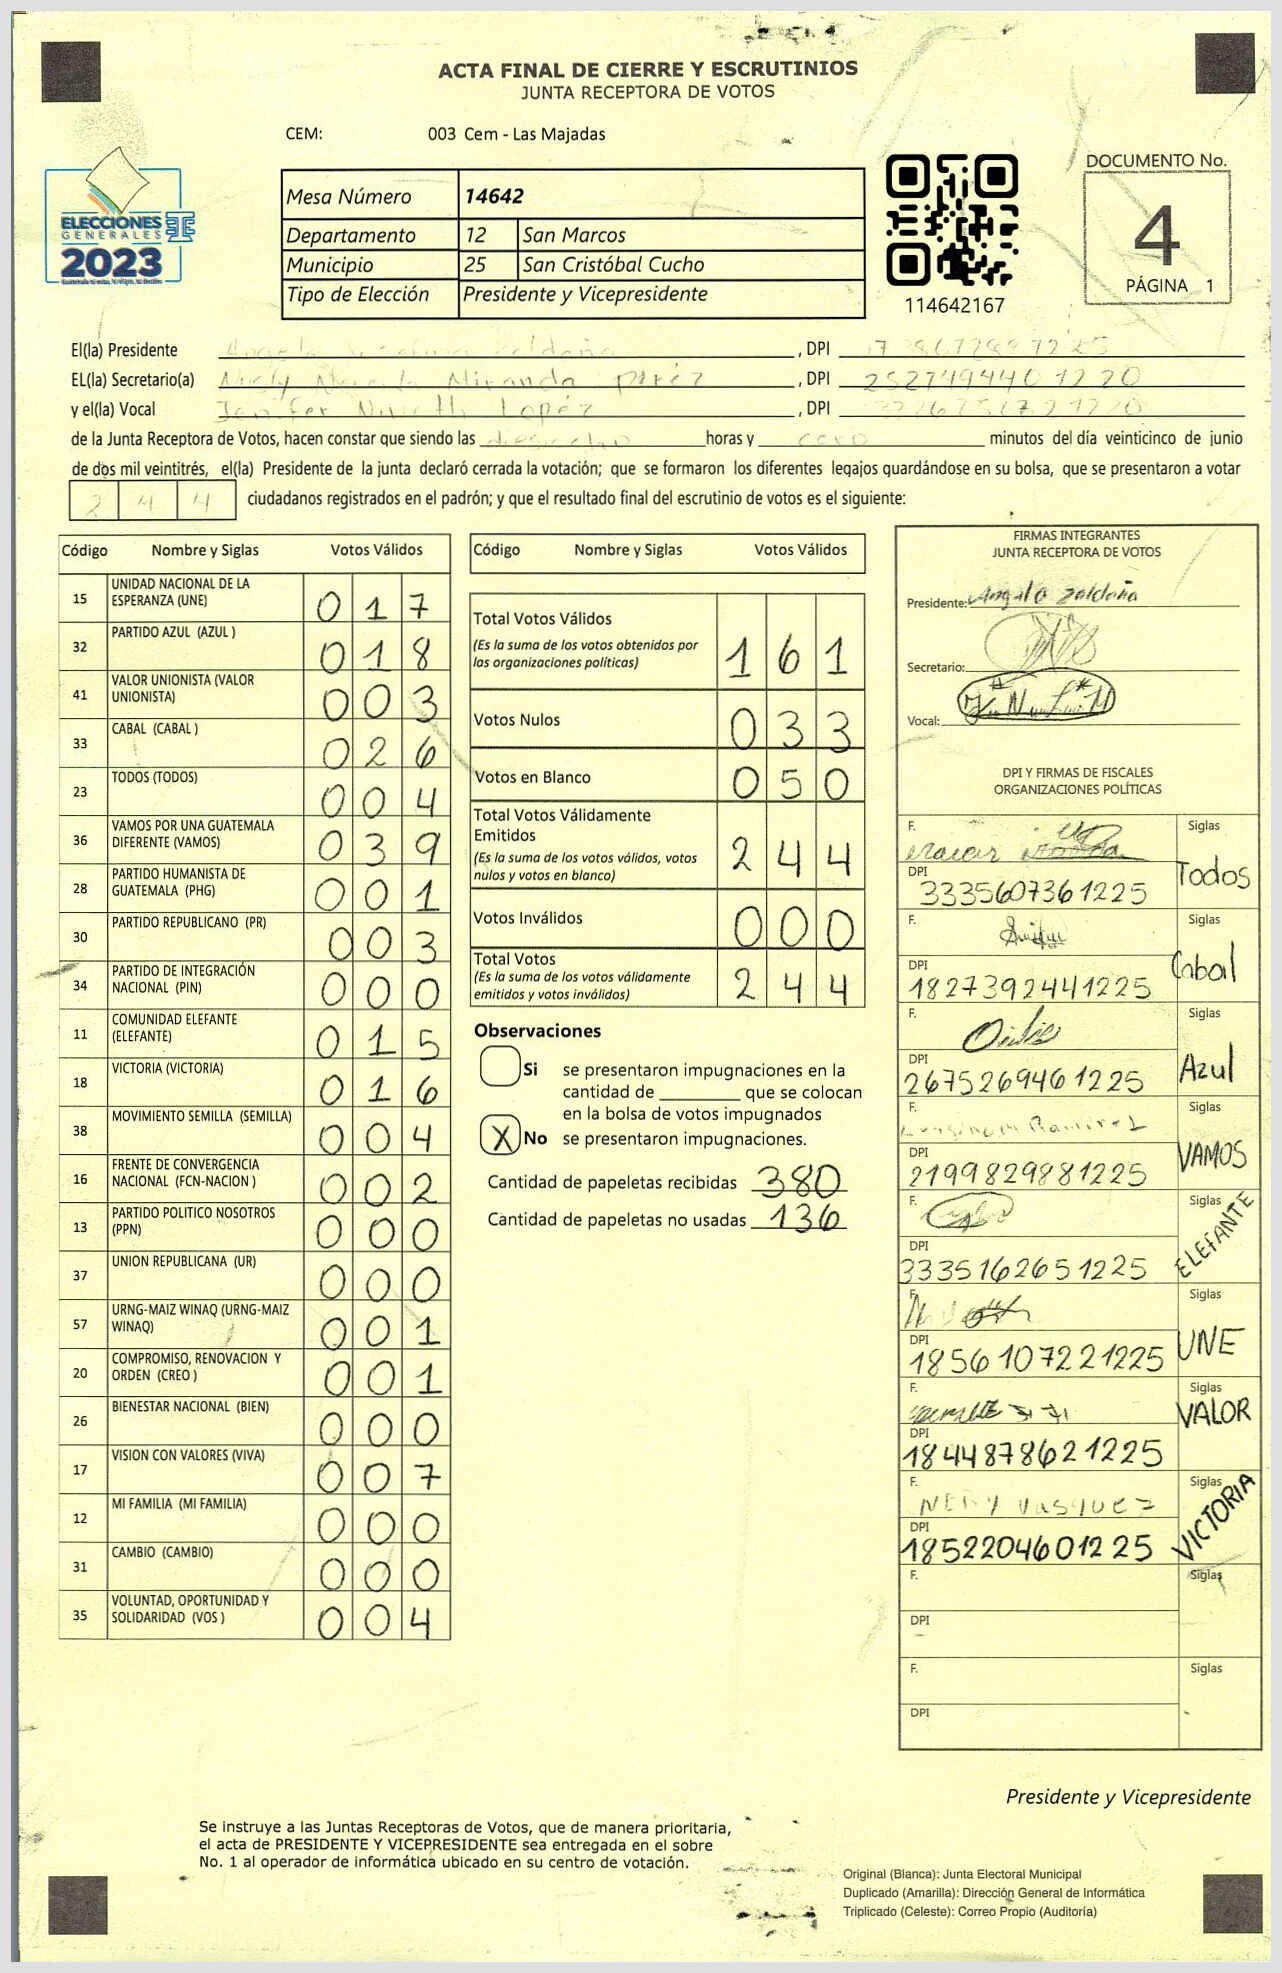 ACTA FINAL DE CIERRE Y ESCRUTINIOS
JUNTA RECEPTORA DE VOTOS
CEM: 003 Cem - Las Majadas
ELECCIONES
GENERALES
2023
Mesa Número 14642
Departamento 12 San Marcos
Municipio 25 San Cristóbal Cucho
Tipo de Elección Presidente y Vicepresidente
114642167
DOCUMENTO No.
4
PÁGINA 1
El(la) Presidente , DPI
EL(la) Secretario(a) Miranda , DPI 252749440 1220
y el(la) Vocal Jenifer Lopéz , DPI
de la Junta Receptora de Votos, hacen constar que siendo las horas y cero minutos del día veinticinco de junio
de dos mil veintitrés, el(la) Presidente de la junta declaró cerrada la votación; que se formaron los diferentes legajos guardándose en su bolsa, que se presentaron a votar
2 4 4 ciudadanos registrados en el padrón; y que el resultado final del escrutinio de votos es el siguiente:
Código Nombre y Siglas Votos Válidos
15 UNIDAD NACIONAL DE LA ESPERANZA (UNE) 0 1 7
32 PARTIDO AZUL (AZUL ) 0 1 8
41 VALOR UNIONISTA (VALOR UNIONISTA) 0 0 3
33 CABAL (CABAL ) 0 2 6
23 TODOS (TODOS) 0 0 4
36 VAMOS POR UNA GUATEMALA DIFERENTE (VAMOS) 0 3 9
28 PARTIDO HUMANISTA DE GUATEMALA (PHG) 0 0 1
30 PARTIDO REPUBLICANO (PR) 0 0 3
34 PARTIDO DE INTEGRACIÓN NACIONAL (PIN) 0 0 0
11 COMUNIDAD ELEFANTE (ELEFANTE) 0 1 5
18 VICTORIA (VICTORIA) 0 1 6
38 MOVIMIENTO SEMILLA (SEMILLA) 0 0 4
16 FRENTE DE CONVERGENCIA NACIONAL (FCN-NACION ) 0 0 2
13 PARTIDO POLITICO NOSOTROS (PPN) 0 0 0
37 UNION REPUBLICANA (UR) 0 0 0
57 URNG-MAIZ WINAQ (URNG-MAIZ WINAQ) 0 0 1
20 COMPROMISO, RENOVACION Y ORDEN (CREO ) 0 0 1
26 BIENESTAR NACIONAL (BIEN) 0 0 0
17 VISION CON VALORES (VIVA) 0 0 7
12 MI FAMILIA (MI FAMILIA) 0 0 0
31 CAMBIO (CAMBIO) 0 0 0
35 VOLUNTAD, OPORTUNIDAD Y SOLIDARIDAD (VOS ) 0 0 4
Código Nombre y Siglas Votos Válidos
Total Votos Válidos
(Es la suma de los votos obtenidos por las organizaciones políticas) 1 6 1
Votos Nulos 0 3 3
Votos en Blanco 0 5 0
Total Votos Válidamente Emitidos
(Es la suma de los votos válidos, votos nulos y votos en blanco) 2 4 4
Votos Inválidos 0 0 0
Total Votos
(Es la suma de los votos válidamente emitidos y votos inválidos) 2 4 4
Observaciones
Si se presentaron impugnaciones en la
cantidad de que se colocan
en la bolsa de votos impugnados
X No se presentaron impugnaciones.
Cantidad de papeletas recibidas 380
Cantidad de papeletas no usadas 136
FIRMAS INTEGRANTES
JUNTA RECEPTORA DE VOTOS
Presidente: Angela Saldaña
Secretario:
Vocal:
DPI Y FIRMAS DE FISCALES
ORGANIZACIONES POLÍTICAS
F. Siglas Todos
DPI 3335607361225
F. Siglas Cabal
DPI 1827392441225
F. Siglas Azul
DPI 2675269461225
F. Ramirez Siglas VAMOS
DPI 2199829881225
F. Siglas ELEFANTE
DPI 3335162651225
F. Siglas UNE
DPI 1856107221225
F. Siglas VALOR
DPI 1844878621225
F. NERY VASQUEZ Siglas VICTORIA
DPI 1852204601225
F. Siglas
DPI
F. Siglas
DPI
Presidente y Vicepresidente
Se instruye a las Juntas Receptoras de Votos, que de manera prioritaria,
el acta de PRESIDENTE Y VICEPRESIDENTE sea entregada en el sobre
No. 1 al operador de informática ubicado en su centro de votación.
Original (Blanca): Junta Electoral Municipal
Duplicado (Amarilla): Dirección General de Informática
Triplicado (Celeste): Correo Propio (Auditoría)